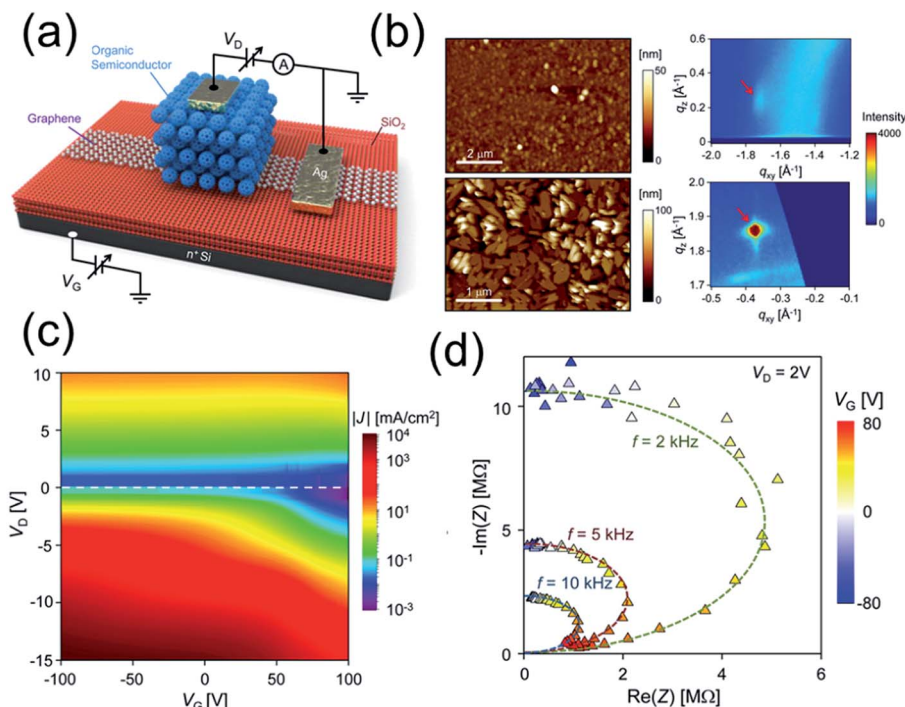 (a)
V_D
A
Organic
Semiconductor
Graphene
SiO₂
Ag
n⁺ Si
V_G
(b)
[nm]
50
0
2 μm
[nm]
100
0
1 μm
0.6
0.4
0.2
0
q_z [Å⁻¹]
-2.0 -1.8 -1.6 -1.4 -1.2
q_xy [Å⁻¹]
Intensity
4000
0
2.0
1.9
1.8
1.7
q_z [Å⁻¹]
-0.5 -0.4 -0.3 -0.2 -0.1
q_xy [Å⁻¹]
(c)
10
5
0
-5
-10
-15
V_D [V]
-100 -50 0 50 100
V_G [V]
|J| [mA/cm²]
10⁴
10³
10¹
10⁻¹
10⁻³
(d)
V_D = 2V
10
5
0
-Im(Z) [MΩ]
f = 2 kHz
f = 5 kHz
f = 10 kHz
0 2 4 6
Re(Z) [MΩ]
V_G [V]
80
0
-80